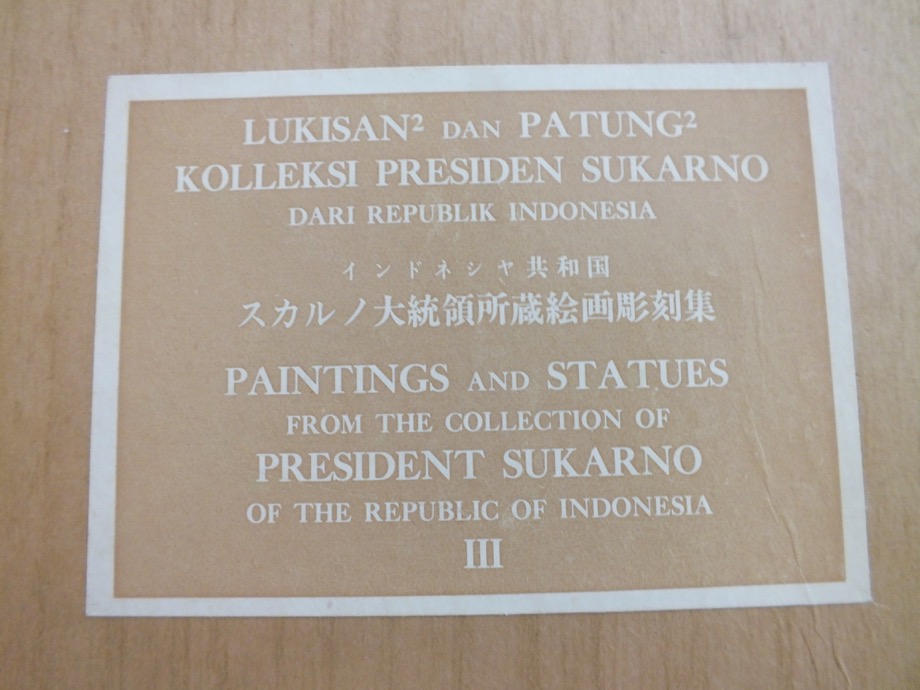 LUKISAN² DAN PATUNG²
KOLLEKSI PRESIDEN SUKARNO
DARI REPUBLIK INDONESIA
インドネシヤ共和国
スカルノ大統領所蔵絵画彫刻集
PAINTINGS AND STATUES
FROM THE COLLECTION OF
PRESIDENT SUKARNO
OF THE REPUBLIC OF INDONESIA
III